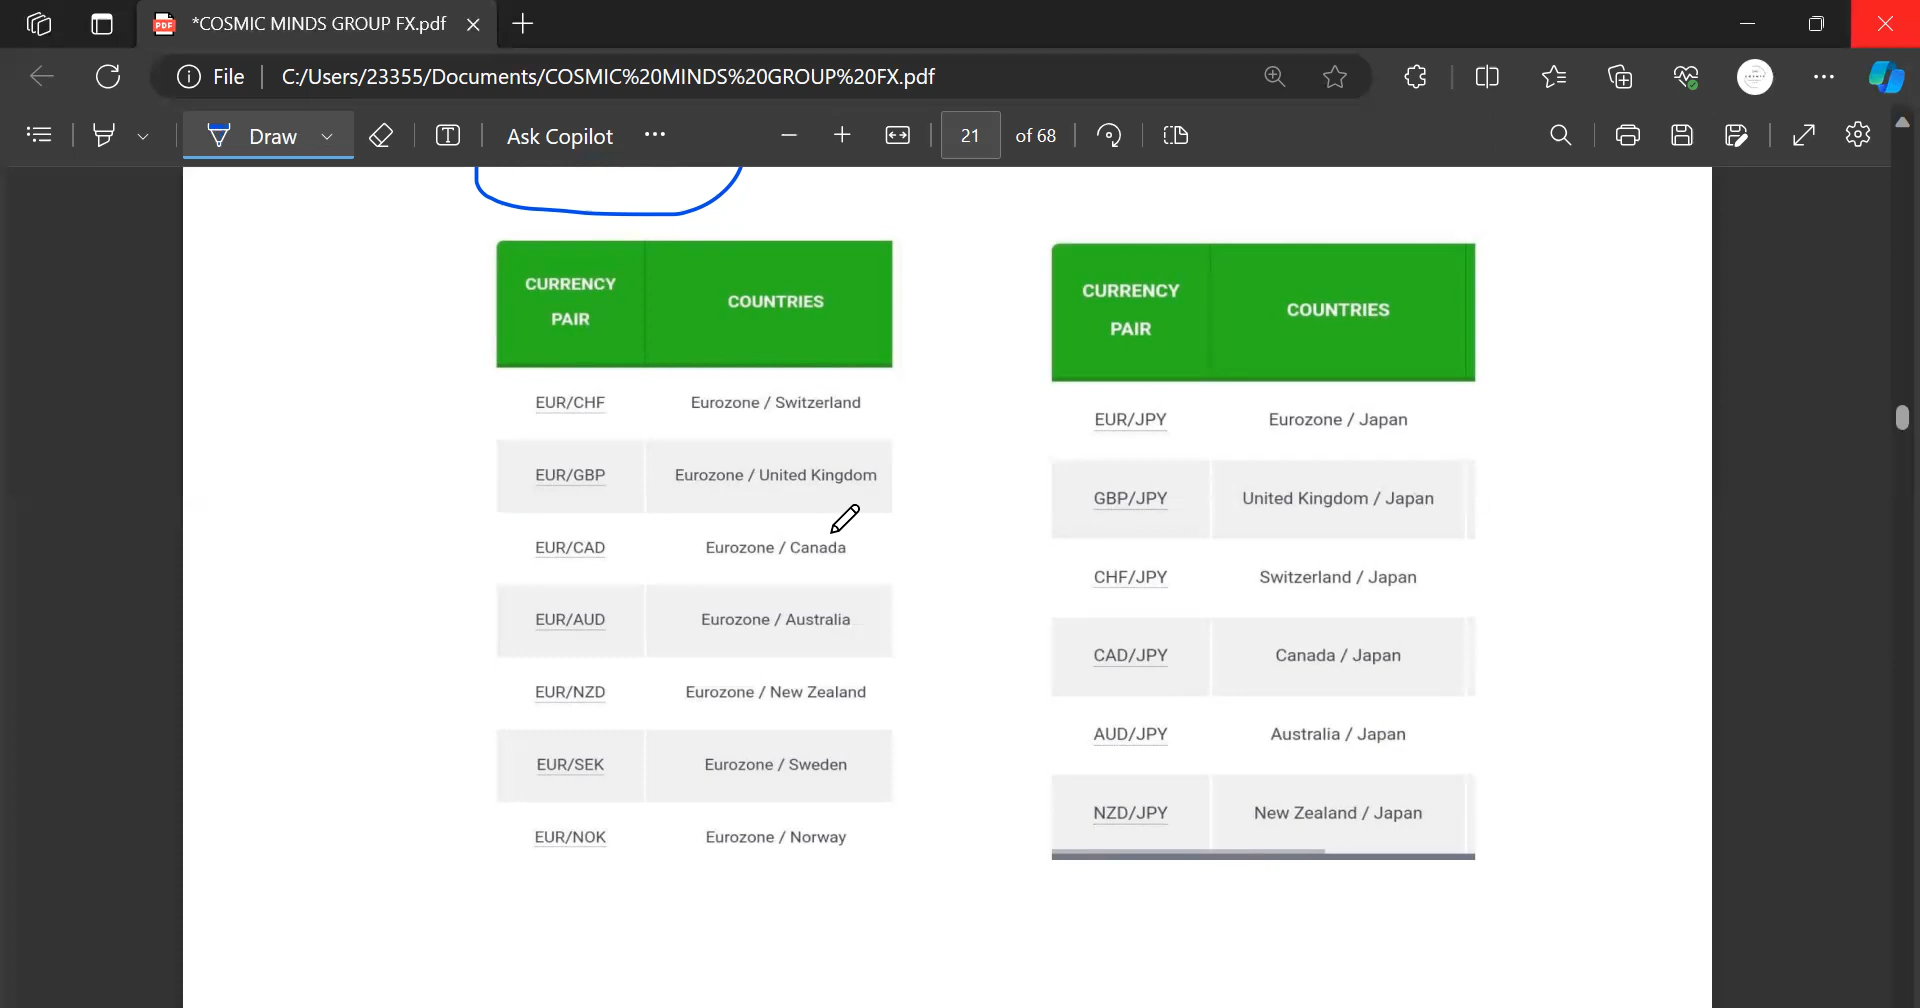 *COSMIC MINDS GROUP FX.pdf
File C:/Users/23355/Documents/COSMIC%20MINDS%20GROUP%20FX.pdf
Draw Ask Copilot 21 of 68
CURRENCY PAIR COUNTRIES
EUR/CHF Eurozone / Switzerland
EUR/GBP Eurozone / United Kingdom
EUR/CAD Eurozone / Canada
EUR/AUD Eurozone / Australia
EUR/NZD Eurozone / New Zealand
EUR/SEK Eurozone / Sweden
EUR/NOK Eurozone / Norway
CURRENCY PAIR COUNTRIES
EUR/JPY Eurozone / Japan
GBP/JPY United Kingdom / Japan
CHF/JPY Switzerland / Japan
CAD/JPY Canada / Japan
AUD/JPY Australia / Japan
NZD/JPY New Zealand / Japan